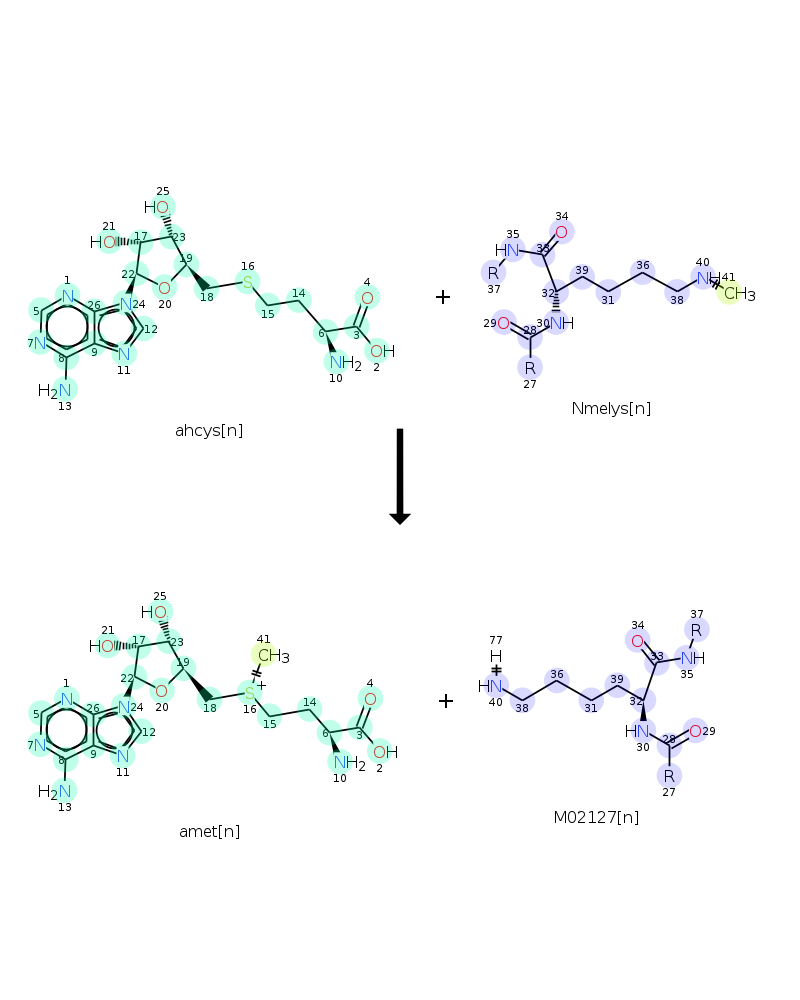 25
HO
21
HO
17
23
19
22
O
20
18
16
S
15
14
6
4
O
3
OH
2
NH2
10
1
N
5
26
N
24
7
N
12
8
9
N
11
H2N
13
ahcys[n]
+
34
O
35
HN
33
R
37
39
36
40
NH
41
CH3
32
31
38
29
O
28
30
NH
R
27
Nmelys[n]
25
HO
21
HO
17
23
19
22
O
20
18
41
CH3
S
+
16
15
14
6
4
O
3
OH
2
NH2
10
1
N
5
26
N
24
7
N
12
8
9
N
11
H2N
13
amet[n]
+
77
H
HN
40
38
36
31
39
32
34
O
33
37
R
NH
35
HN
30
28
O
29
R
27
M02127[n]